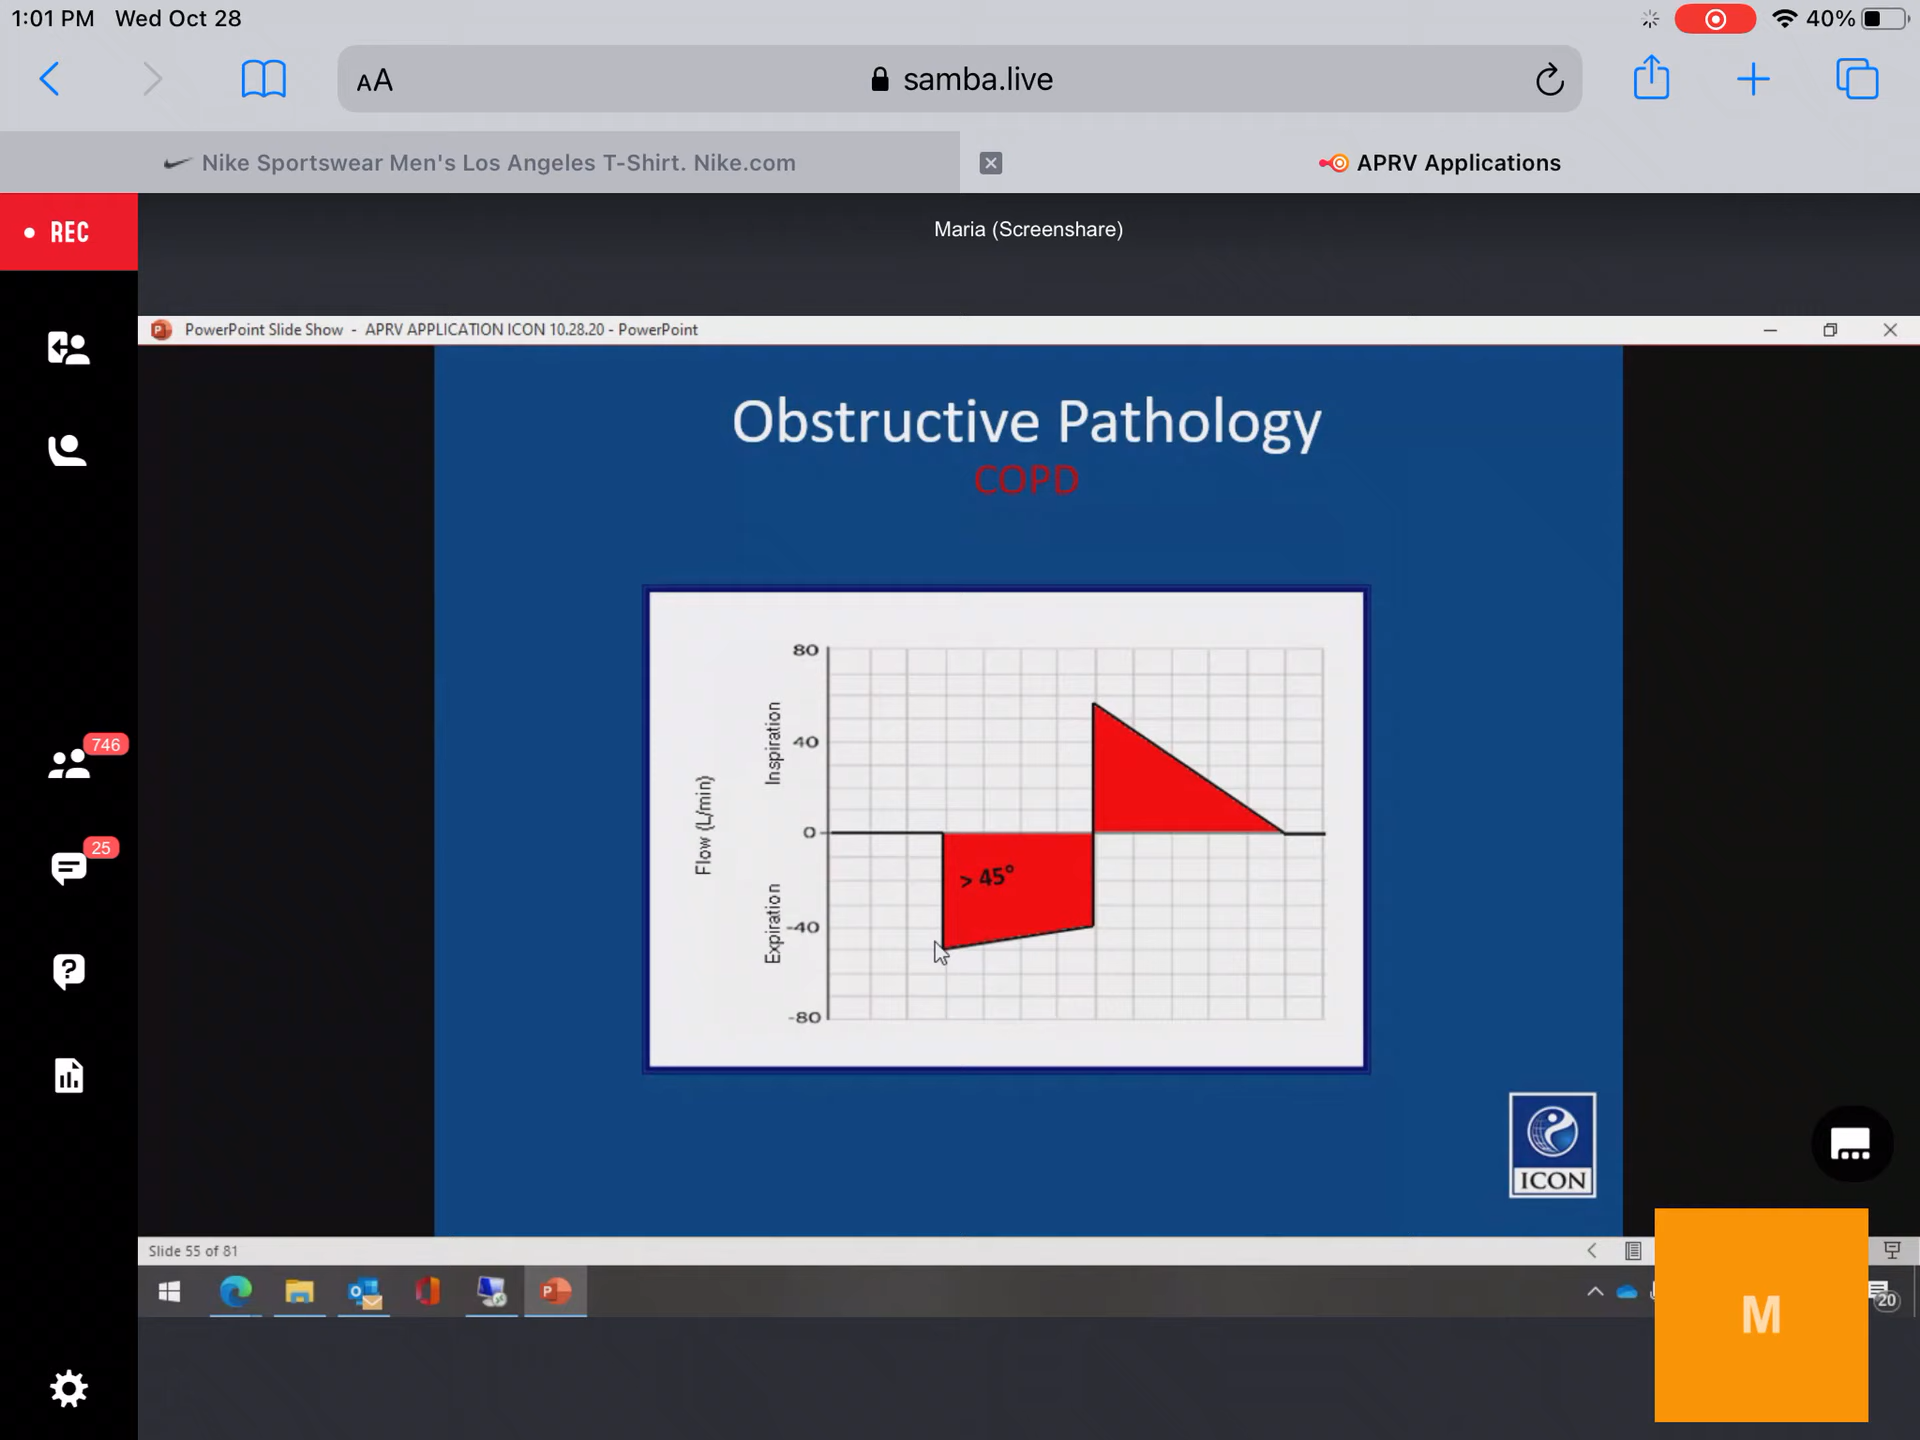 1:01 PM Wed Oct 28
40%
AA
samba.live
Nike Sportswear Men's Los Angeles T-Shirt. Nike.com
APRV Applications
REC
Maria (Screenshare)
PowerPoint Slide Show - APRV APPLICATION ICON 10.28.20 - PowerPoint
Obstructive Pathology
COPD
80
40
0
-40
-80
Flow (L/min)
Inspiration
Expiration
> 45°
746
25
ICON
Slide 55 of 81
20
M